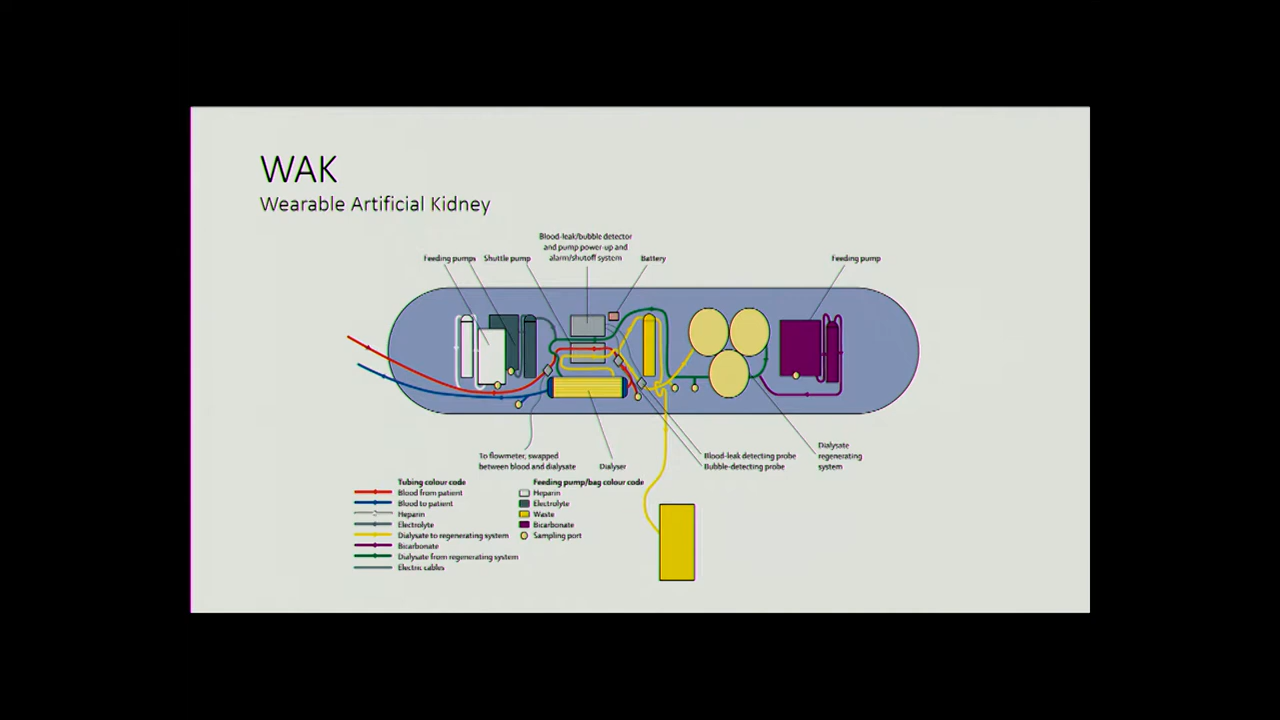 WAK
Wearable Artificial Kidney
Blood-leak/bubble detector
and pump power-up and
alarm/shutoff system
Feeding pumps
Shuttle pump
Battery
Feeding pump
To flowmeter, swapped
between blood and dialysate
Dialyser
Blood-leak detecting probe
Bubble-detecting probe
Dialysate
regenerating
system
Tubing colour code
Blood from patient
Blood to patient
Heparin
Electrolyte
Dialysate to regenerating system
Bicarbonate
Dialysate from regenerating system
Electric cables
Feeding pump/bag colour code
Heparin
Electrolyte
Waste
Bicarbonate
Sampling port